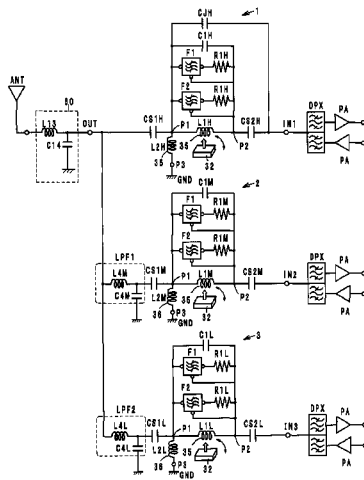 CJH
1
C1H
ANT
F1 R1H
80
F2 R1H
L13 OUT CS1H P1 L1H CS2H IN1 DPX PA
C14
L2H 35 P3 32 P2 PA
35 GND
C1M
2
F1 R1M
LPF1
F2 R1M
L4M CS1M P1 L1M CS2M IN2 DPX PA
C4M L2M 35 P2 PA
36 P3 32
GND
C1L
3
F1 R1L
LPF2
F2 R1L
L4L CS1L P1 L1L CS2L IN3 DPX PA
C4L L2L 35 P2 PA
36 P3 32
GND